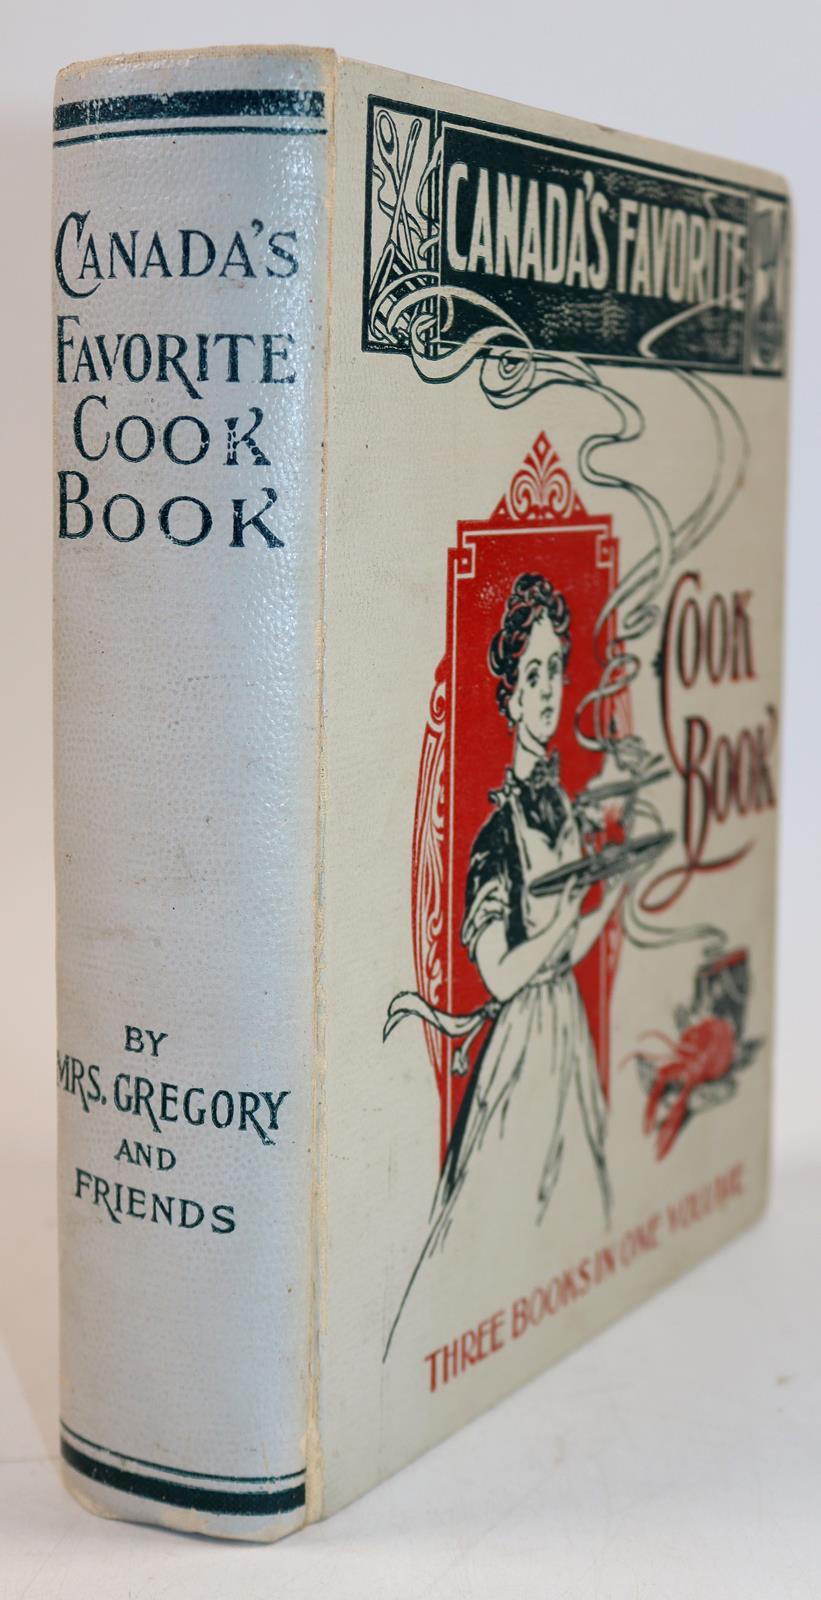 CANADA'S
FAVORITE
COOK
BOOK
BY
MRS. GREGORY
AND
FRIENDS
CANADA'S FAVORITE
COOK
BOOK
THREE BOOKS IN ONE VOLUME